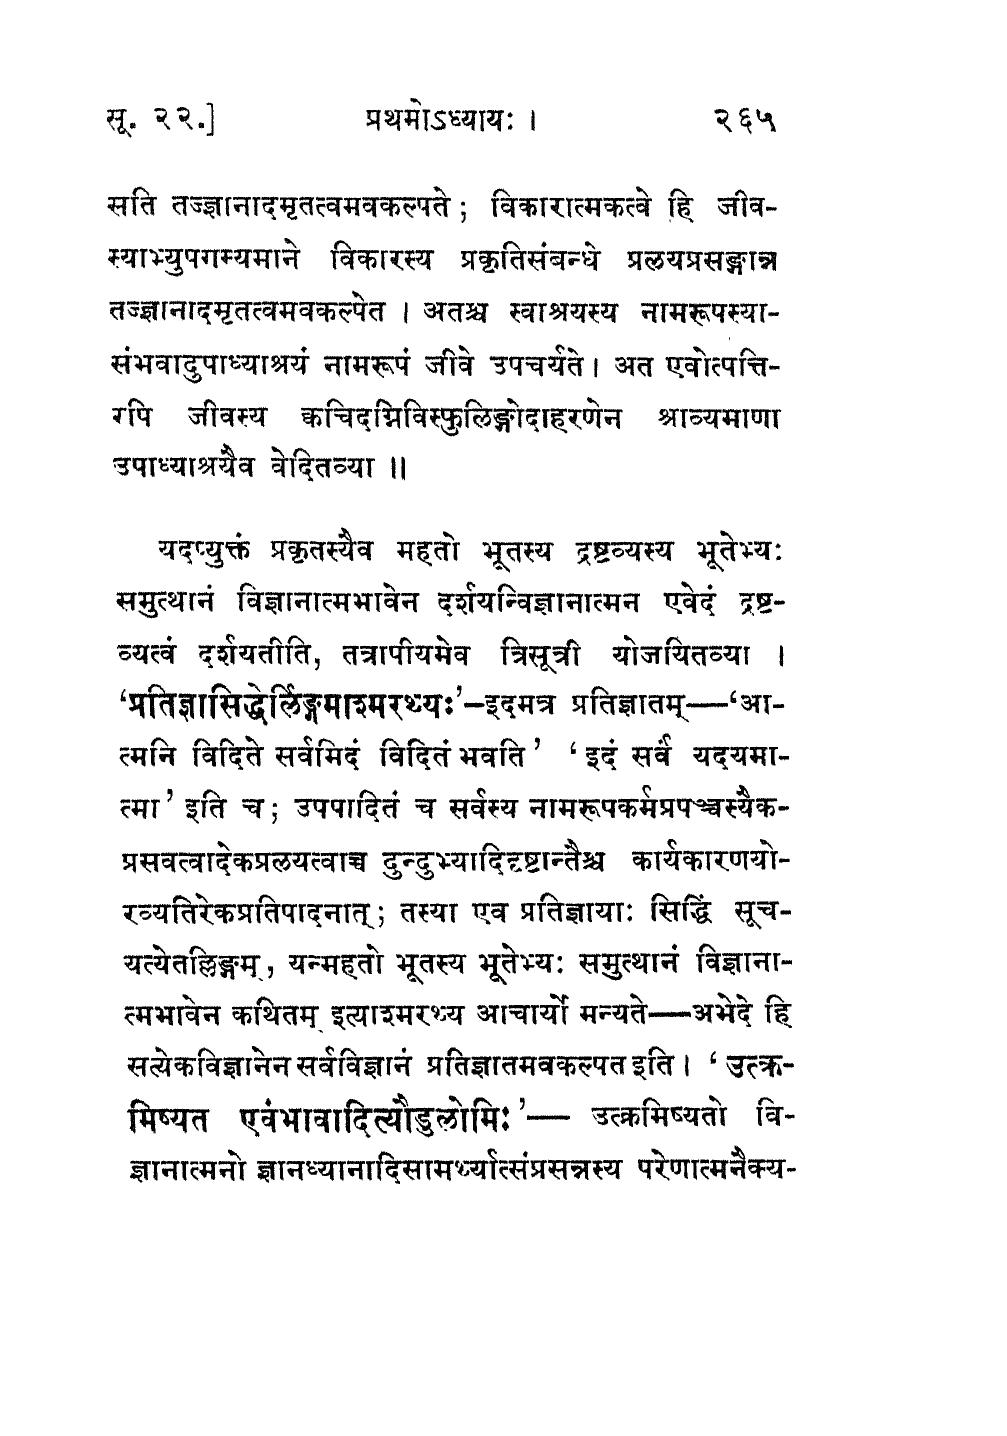 सू. २२.] प्रथमोऽध्यायः । २६५
सति तज्ज्ञानादमृतत्वमवकल्पते; विकारात्मकत्वे हि जीव-
स्याभ्युपगम्यमाने विकारस्य प्रकृतिसंबन्धे प्रलयप्रसङ्गान्न
तज्ज्ञानादमृतत्वमवकल्पेत । अतश्च स्वाश्रयस्य नामरूपस्या-
संभवादुपाध्याश्रयं नामरूपं जीवे उपचर्यते। अत एवोत्पत्ति-
रपि जीवस्य क्वचिदग्निविस्फुलिङ्गोदाहरणेन श्राव्यमाणा
उपाध्याश्रयैव वेदितव्या ॥
यदप्युक्तं प्रकृतस्यैव महतो भूतस्य द्रष्टव्यस्य भूतेभ्यः
समुत्थानं विज्ञानात्मभावेन दर्शयन्विज्ञानात्मन एवेदं द्रष्ट-
व्यत्वं दर्शयतीति, तत्रापीयमेव त्रिसूत्री योजयितव्या ।
‘प्रतिज्ञासिद्धेर्लिङ्गमाश्मरथ्यः’—इदमत्र प्रतिज्ञातम्—‘आ-
त्मनि विदिते सर्वमिदं विदितं भवति’ ‘इदं सर्वं यदयमा-
त्मा’ इति च; उपपादितं च सर्वस्य नामरूपकर्मप्रपञ्चस्यैक-
प्रसवत्वादेकप्रलयत्वाच्च दुन्दुभ्यादिदृष्टान्तैश्च कार्यकारणयो-
रव्यतिरेकप्रतिपादनात्; तस्या एव प्रतिज्ञायाः सिद्धिं सूच-
यत्येतल्लिङ्गम्, यन्महतो भूतस्य भूतेभ्यः समुत्थानं विज्ञाना-
त्मभावेन कथितम् इत्याश्मरथ्य आचार्यो मन्यते—अभेदे हि
सत्येकविज्ञानेन सर्वविज्ञानं प्रतिज्ञातमवकल्पत इति। ‘उत्क्र-
मिष्यत एवंभावादित्यौडुलोमिः’— उत्क्रमिष्यतो वि-
ज्ञानात्मनो ज्ञानध्यानादिसामर्थ्यात्संप्रसन्नस्य परेणात्मनैक्य-